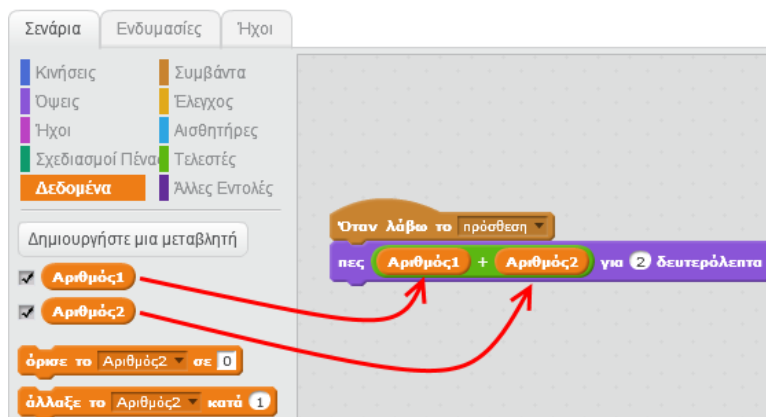 Σενάρια Ενδυμασίες Ήχοι
Κινήσεις Συμβάντα
Όψεις Έλεγχος
Ήχοι Αισθητήρες
Σχεδιασμοί Πένας Τελεστές
Δεδομένα Άλλες Εντολές
Δημιουργήστε μια μεταβλητή
Αριθμός1
Αριθμός2
όρισε το Αριθμός2 σε 0
άλλαξε το Αριθμός2 κατά 1
Όταν λάβω το πρόσθεση
πες Αριθμός1 + Αριθμός2 για 2 δευτερόλεπτα